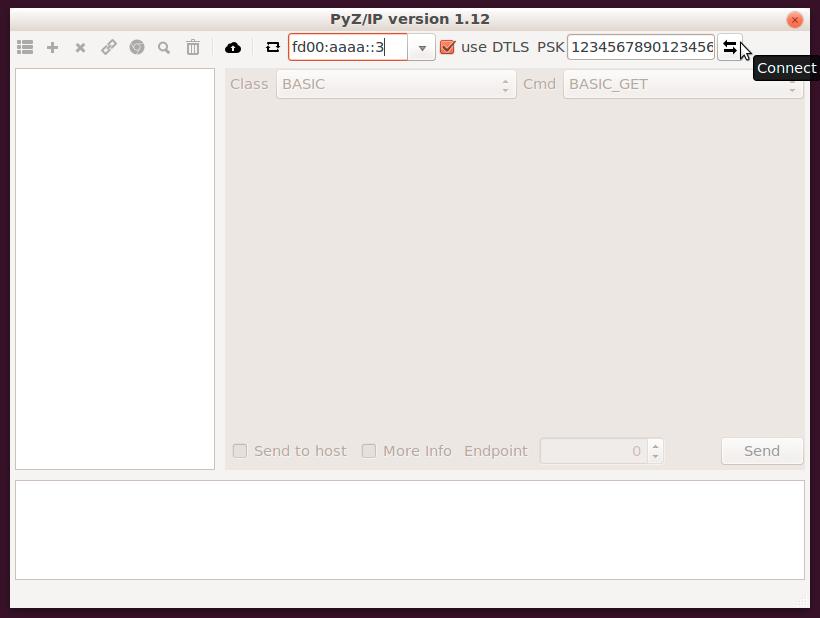 PyZ/IP version 1.12
fd00:aaaa::3 use DTLS PSK 1234567890123456
Connect
Class BASIC Cmd BASIC_GET
Send to host More Info Endpoint 0 Send